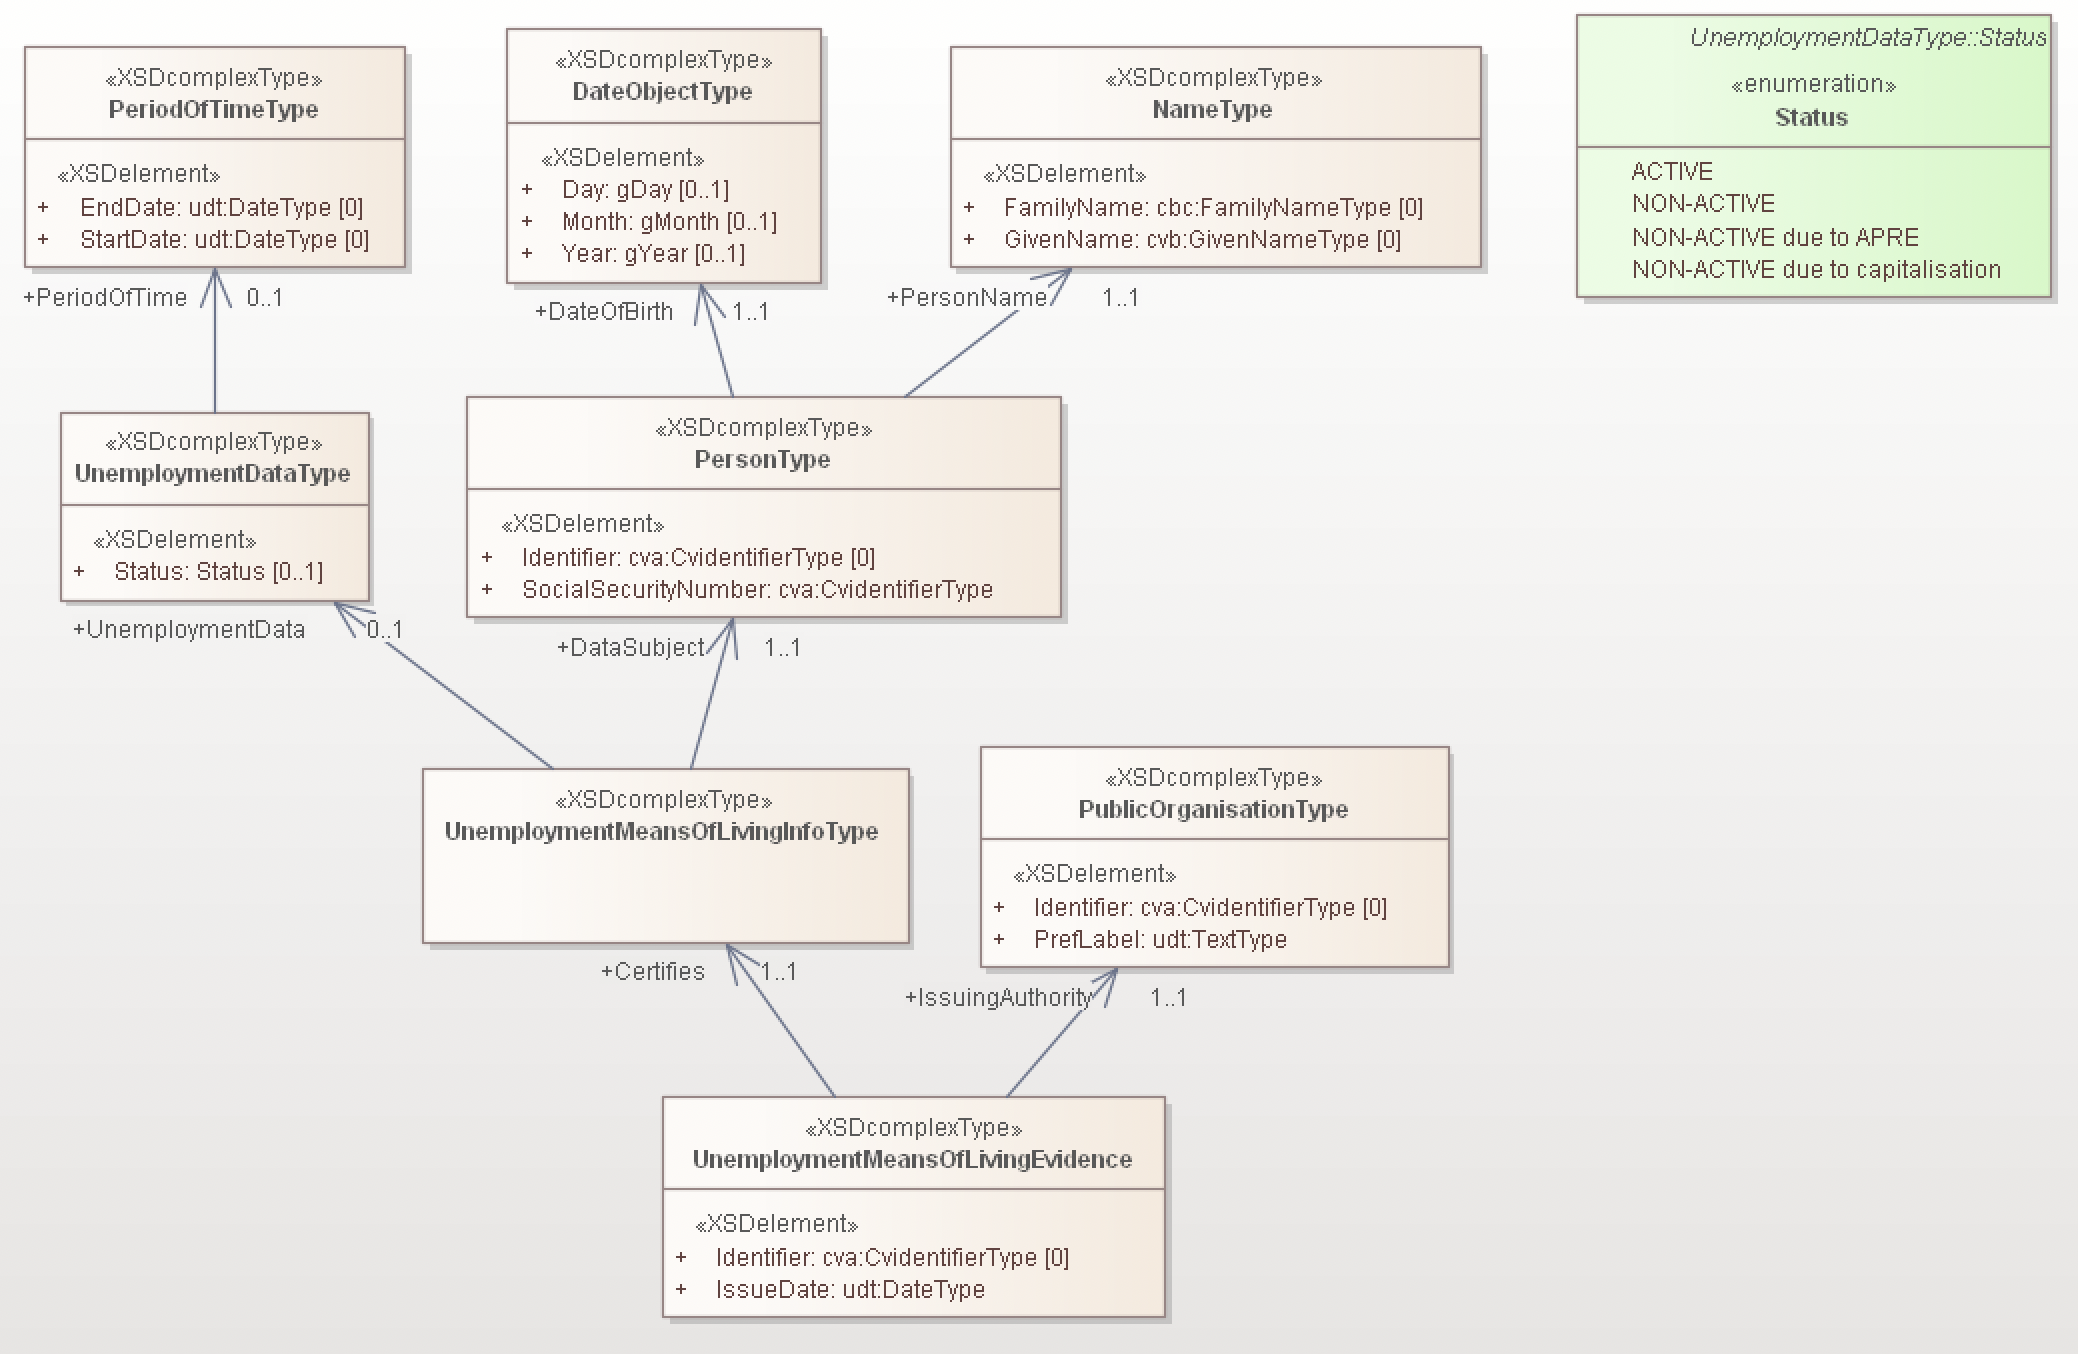 «XSDcomplexType»
PeriodOfTimeType
«XSDelement»
+ EndDate: udt:DateType [0]
+ StartDate: udt:DateType [0]
+PeriodOfTime 0..1
«XSDcomplexType»
DateObjectType
«XSDelement»
+ Day: gDay [0..1]
+ Month: gMonth [0..1]
+ Year: gYear [0..1]
+DateOfBirth 1..1
«XSDcomplexType»
NameType
«XSDelement»
+ FamilyName: cbc:FamilyNameType [0]
+ GivenName: cvb:GivenNameType [0]
+PersonName 1..1
UnemploymentDataType::Status
«enumeration»
Status
ACTIVE
NON-ACTIVE
NON-ACTIVE due to APRE
NON-ACTIVE due to capitalisation
«XSDcomplexType»
UnemploymentDataType
«XSDelement»
+ Status: Status [0..1]
+UnemploymentData 0..1
«XSDcomplexType»
PersonType
«XSDelement»
+ Identifier: cva:CvidentifierType [0]
+ SocialSecurityNumber: cva:CvidentifierType
+DataSubject 1..1
«XSDcomplexType»
UnemploymentMeansOfLivingInfoType
+Certifies 1..1
«XSDcomplexType»
PublicOrganisationType
«XSDelement»
+ Identifier: cva:CvidentifierType [0]
+ PrefLabel: udt:TextType
+IssuingAuthority 1..1
«XSDcomplexType»
UnemploymentMeansOfLivingEvidence
«XSDelement»
+ Identifier: cva:CvidentifierType [0]
+ IssueDate: udt:DateType